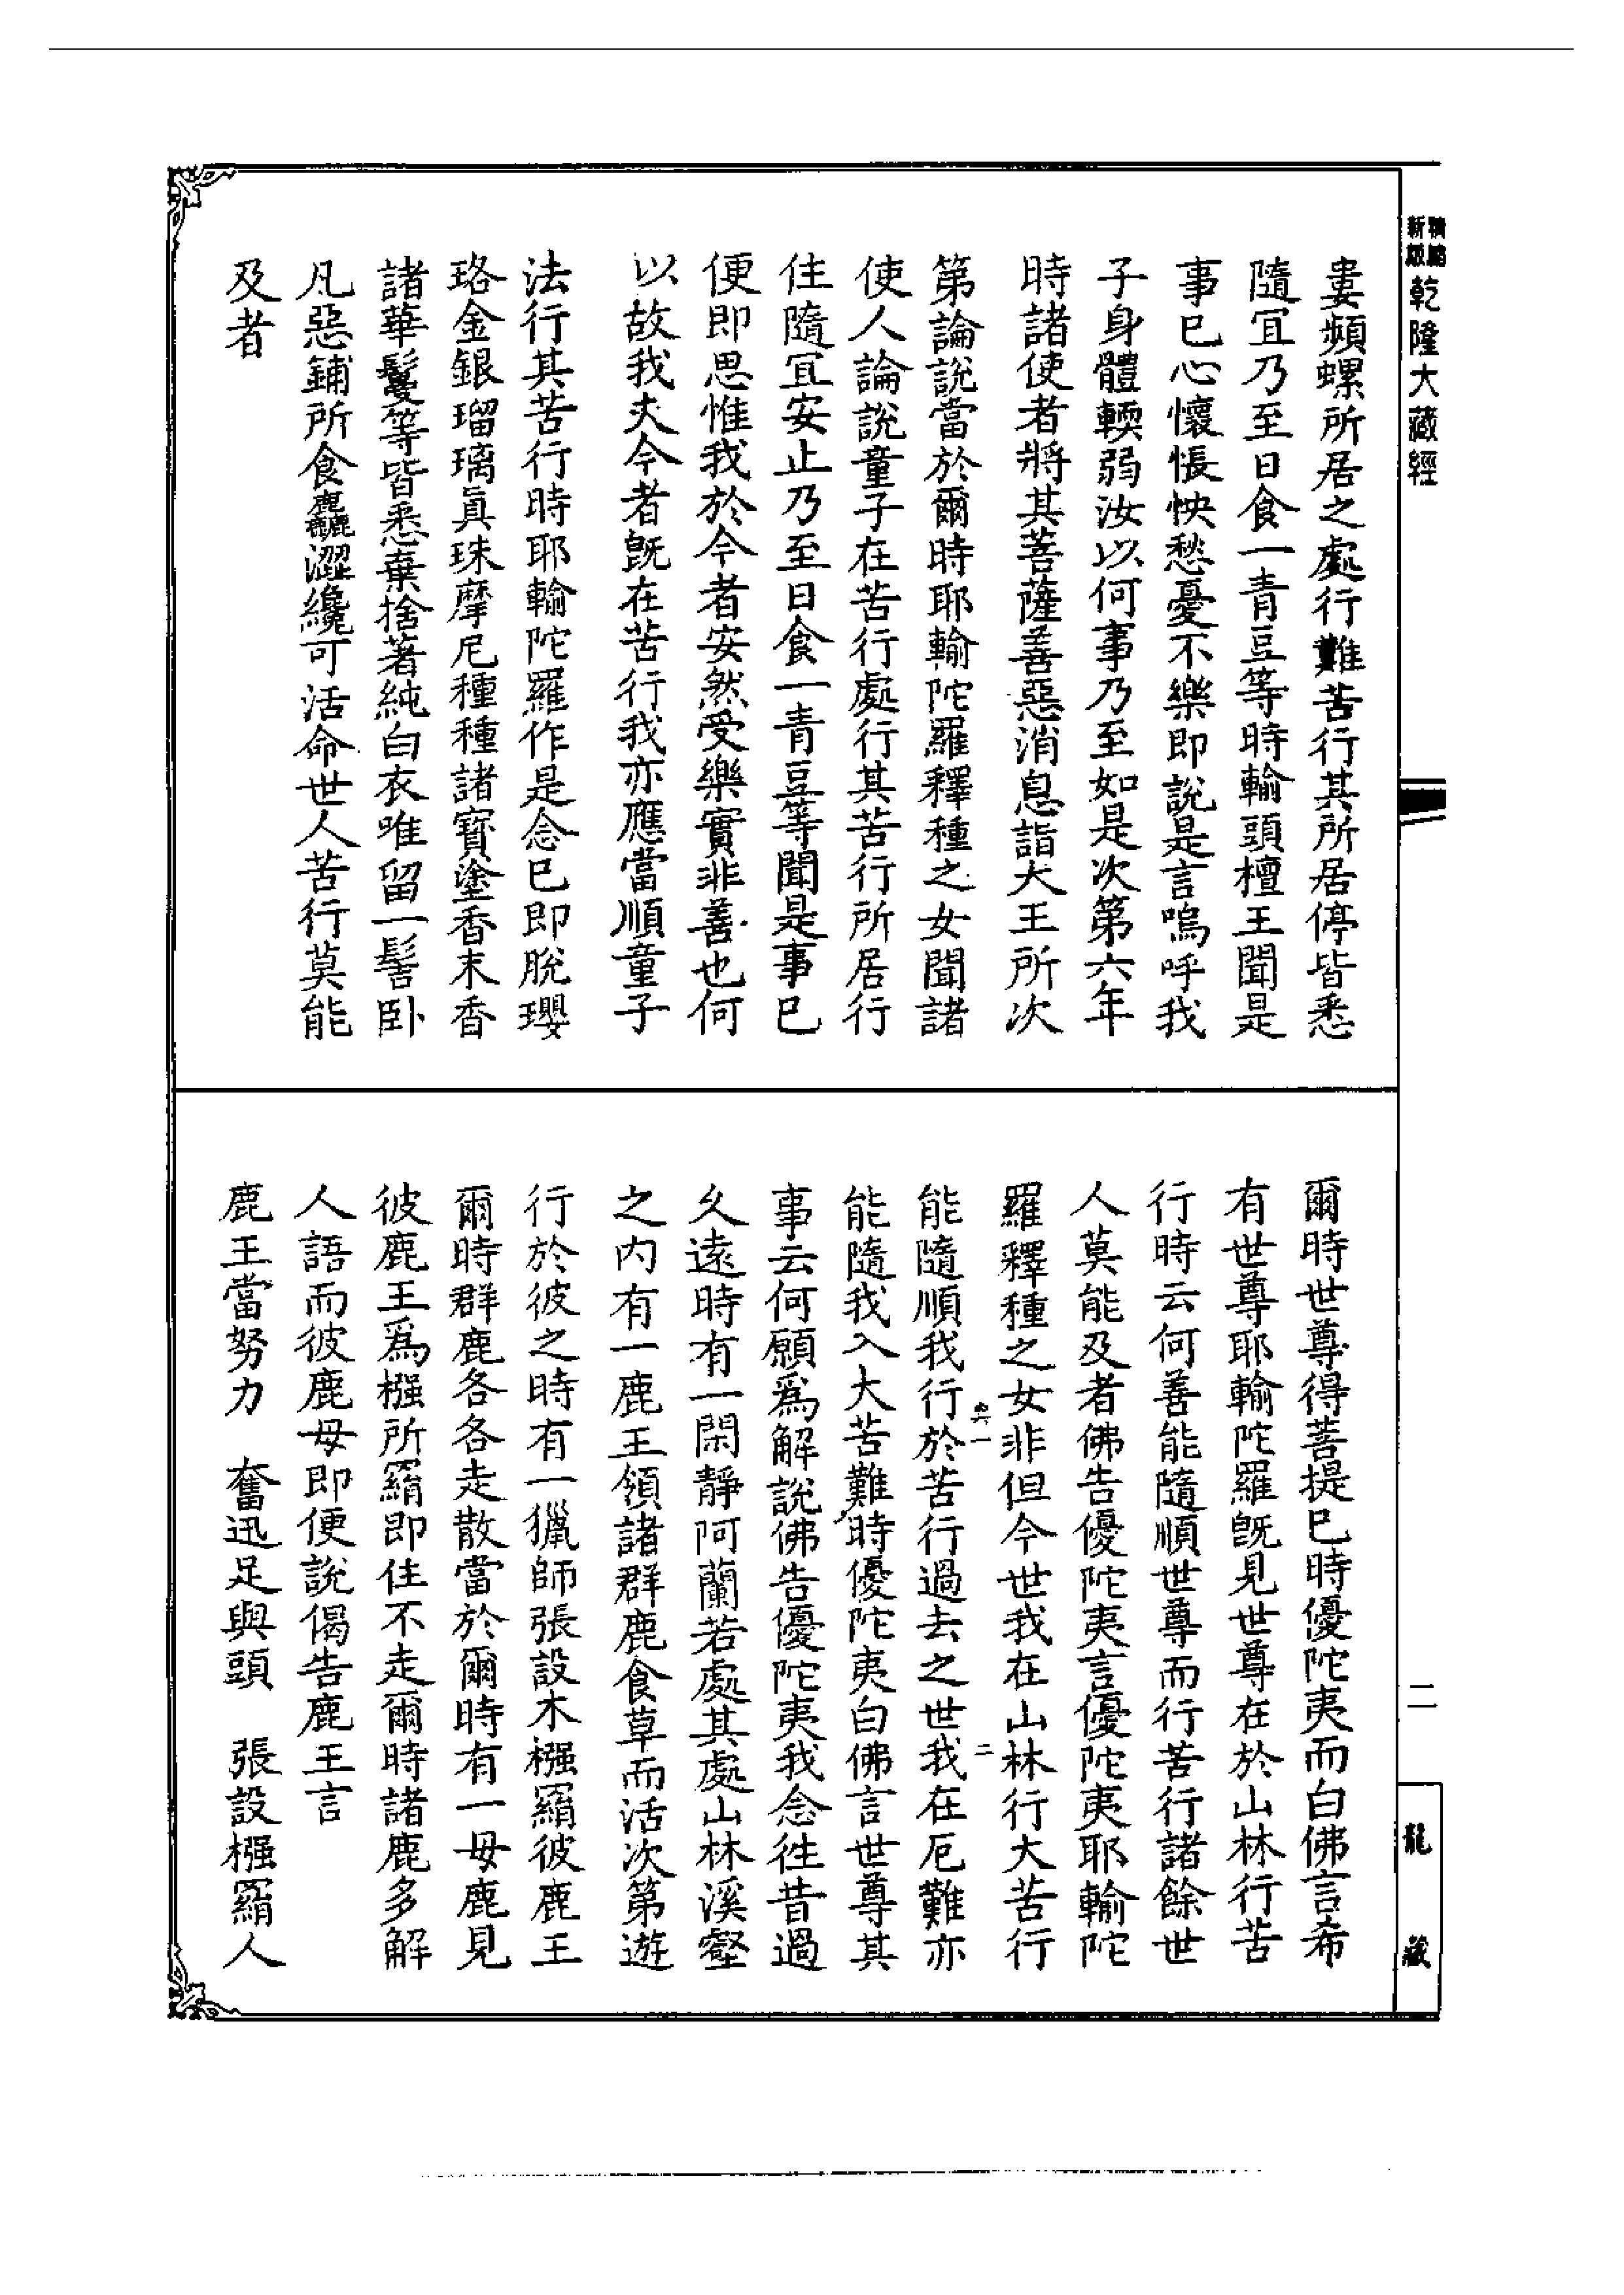 新編縮版乾隆大藏經
婁頻螺所居之處行難苦行其所居停皆悉
隨宜乃至日食一青豆等時輸頭檀王聞是
事已心懷悵怏愁憂不樂即說是言嗚呼我
子身體輭弱汝以何事乃至如是次第六年
時諸使者將其菩薩善惡消息詣大王所次
第論說當於爾時耶輸陀羅釋種之女聞諸
使人論說童子在苦行處行其苦行所居行
住隨宜安止乃至日食一青豆等聞是事已
便即思惟我於今者安然受樂實非善也何
以故我夫今者旣在苦行我亦應當順童子
法行其苦行時耶輸陀羅作是念已即脫瓔
珞金銀瑠璃眞珠摩尼種種諸寶塗香末香
諸華鬘等皆悉棄捨著純白衣唯留一髻臥
凡惡鋪所食麤澀纔可活命世人苦行莫能
及者
爾時世尊得菩提已時優陀夷而白佛言希
有世尊耶輸陀羅旣見世尊在於山林行苦
行時云何善能隨順世尊而行苦行諸餘世
人莫能及者佛告優陀夷言優陀夷耶輸陀
羅釋種之女非但今世我在山林行大苦行
能隨順我行於苦行過去之世我在厄難亦
能隨我入大苦難時優陀夷白佛言世尊其
事云何願爲解說佛告優陀夷我念往昔過
久遠時有一閑靜阿蘭若處其處山林溪壑
之内有一鹿王領諸群鹿食草而活次第遊
行於彼之時有一獵師張設木橿羂彼鹿王
爾時群鹿各各走散當於爾時有一母鹿見
彼鹿王爲橿所羂即住不走爾時諸鹿多解
人語而彼鹿母即便說偈告鹿王言
鹿王當努力　奮迅足與頭　張設橿羂人
二
龍藏